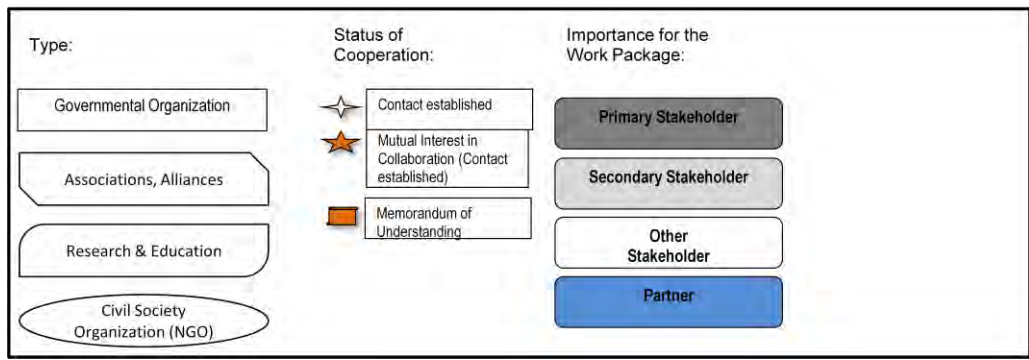 Type:
Governmental Organization
Associations, Alliances
Research & Education
Civil Society
Organization (NGO)
Status of
Cooperation:
Contact established
Mutual Interest in
Collaboration (Contact
established)
Memorandum of
Understanding
Importance for the
Work Package:
Primary Stakeholder
Secondary Stakeholder
Other
Stakeholder
Partner